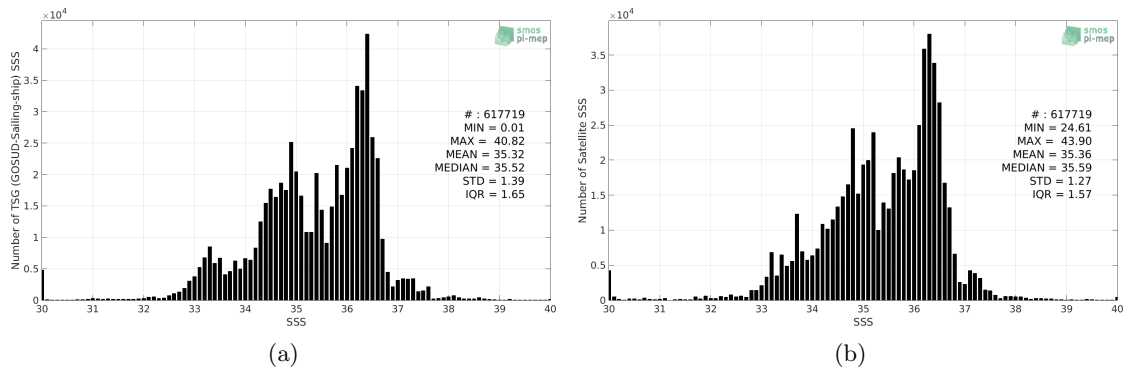 ×10⁴
Number of TSG (GOSUD-Sailing-ship) SSS
4
3.5
3
2.5
2
1.5
1
0.5
0
30 31 32 33 34 35 36 37 38 39 40
SSS
smos
pi-mep
# : 617719
MIN = 0.01
MAX = 40.82
MEAN = 35.32
MEDIAN = 35.52
STD = 1.39
IQR = 1.65
(a)
×10⁴
Number of Satellite SSS
3.5
3
2.5
2
1.5
1
0.5
0
30 31 32 33 34 35 36 37 38 39 40
SSS
smos
pi-mep
# : 617719
MIN = 24.61
MAX = 43.90
MEAN = 35.36
MEDIAN = 35.59
STD = 1.27
IQR = 1.57
(b)